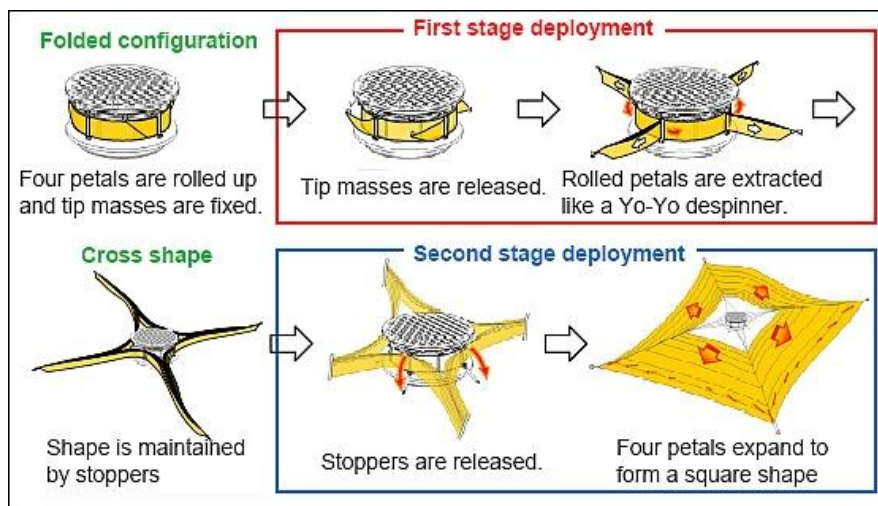 Folded configuration
First stage deployment
Four petals are rolled up
and tip masses are fixed.
Tip masses are released.
Rolled petals are extracted
like a Yo-Yo despinner.
Cross shape
Second stage deployment
Shape is maintained
by stoppers
Stoppers are released.
Four petals expand to
form a square shape